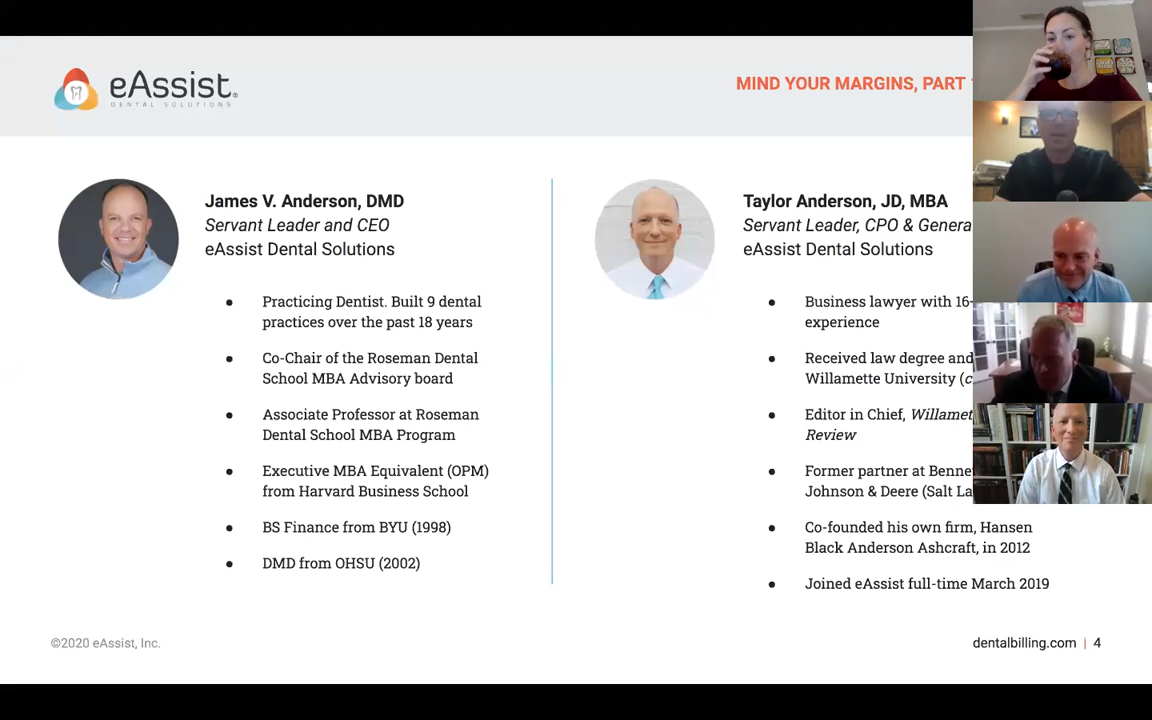 eAssist
DENTAL SOLUTIONS
MIND YOUR MARGINS, PART
James V. Anderson, DMD
Servant Leader and CEO
eAssist Dental Solutions
● Practicing Dentist. Built 9 dental
practices over the past 18 years
● Co-Chair of the Roseman Dental
School MBA Advisory board
● Associate Professor at Roseman
Dental School MBA Program
● Executive MBA Equivalent (OPM)
from Harvard Business School
● BS Finance from BYU (1998)
● DMD from OHSU (2002)
Taylor Anderson, JD, MBA
Servant Leader, CPO & Genera
eAssist Dental Solutions
● Business lawyer with 16-
experience
● Received law degree and
Willamette University (c
● Editor in Chief, Willamet
Review
● Former partner at Benne
Johnson & Deere (Salt La
● Co-founded his own firm, Hansen
Black Anderson Ashcraft, in 2012
● Joined eAssist full-time March 2019
©2020 eAssist, Inc.
dentalbilling.com | 4